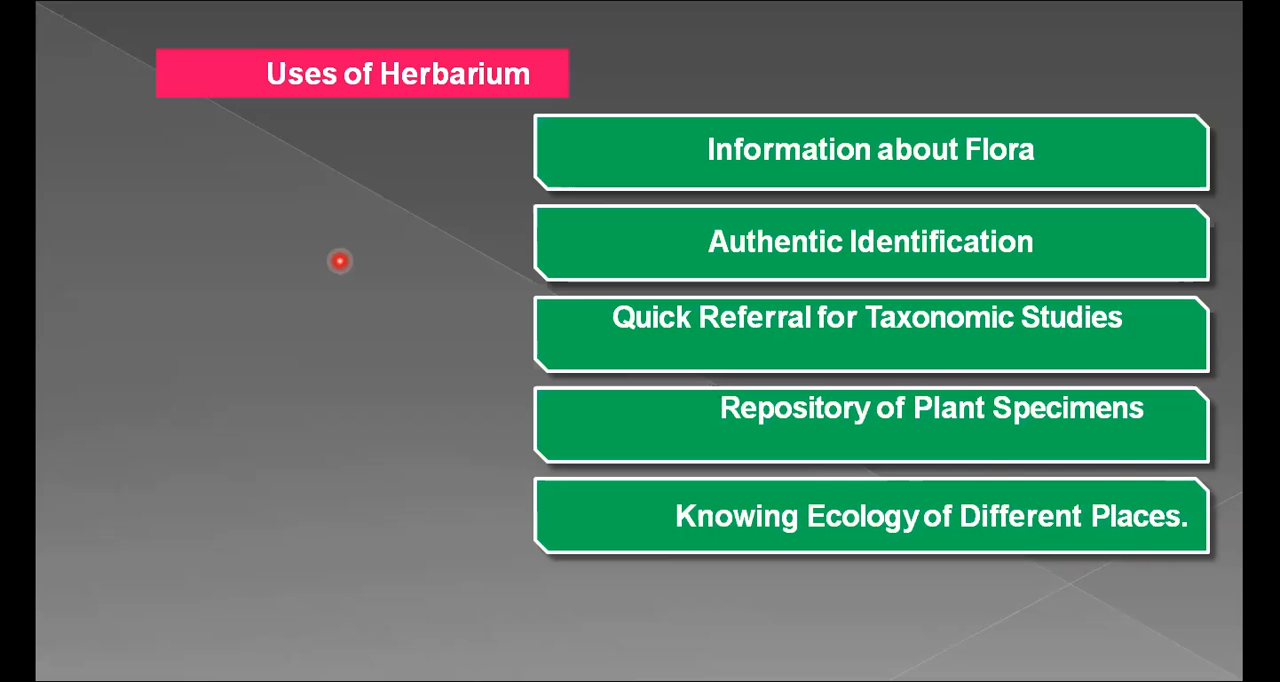 Uses of Herbarium
Information about Flora
Authentic Identification
Quick Referral for Taxonomic Studies
Repository of Plant Specimens
Knowing Ecology of Different Places.